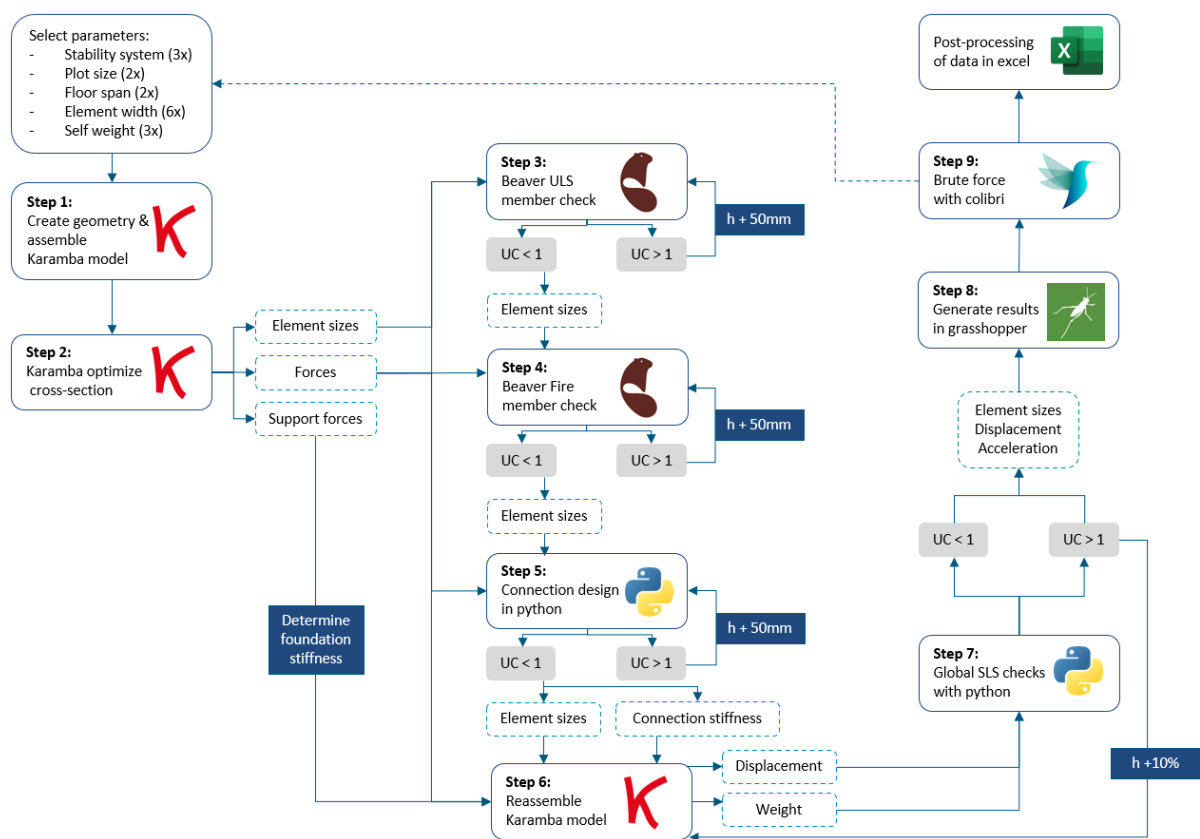 Select parameters:
- Stability system (3x)
- Plot size (2x)
- Floor span (2x)
- Element width (6x)
- Self weight (3x)
Step 1:
Create geometry &
assemble
Karamba model
Step 2:
Karamba optimize
cross-section
Element sizes
Forces
Support forces
Determine
foundation
stiffness
Step 3:
Beaver ULS
member check
h + 50mm
UC < 1
UC > 1
Element sizes
Step 4:
Beaver Fire
member check
h + 50mm
UC < 1
UC > 1
Element sizes
Step 5:
Connection design
in python
h + 50mm
UC < 1
UC > 1
Element sizes
Connection stiffness
Step 6:
Reassemble
Karamba model
Displacement
Weight
Step 7:
Global SLS checks
with python
h +10%
UC < 1
UC > 1
Element sizes
Displacement
Acceleration
Step 8:
Generate results
in grasshopper
Step 9:
Brute force
with colibri
Post-processing
of data in excel
X